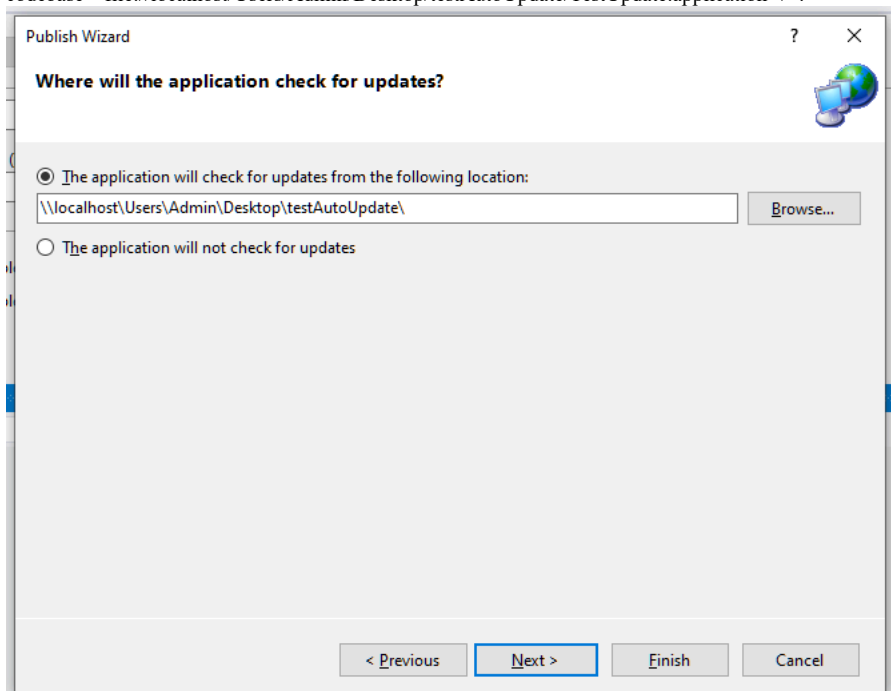 Publish Wizard ? ×
Where will the application check for updates?
The application will check for updates from the following location:
\\localhost\Users\Admin\Desktop\testAutoUpdate\ Browse...
The application will not check for updates
< Previous Next > Finish Cancel